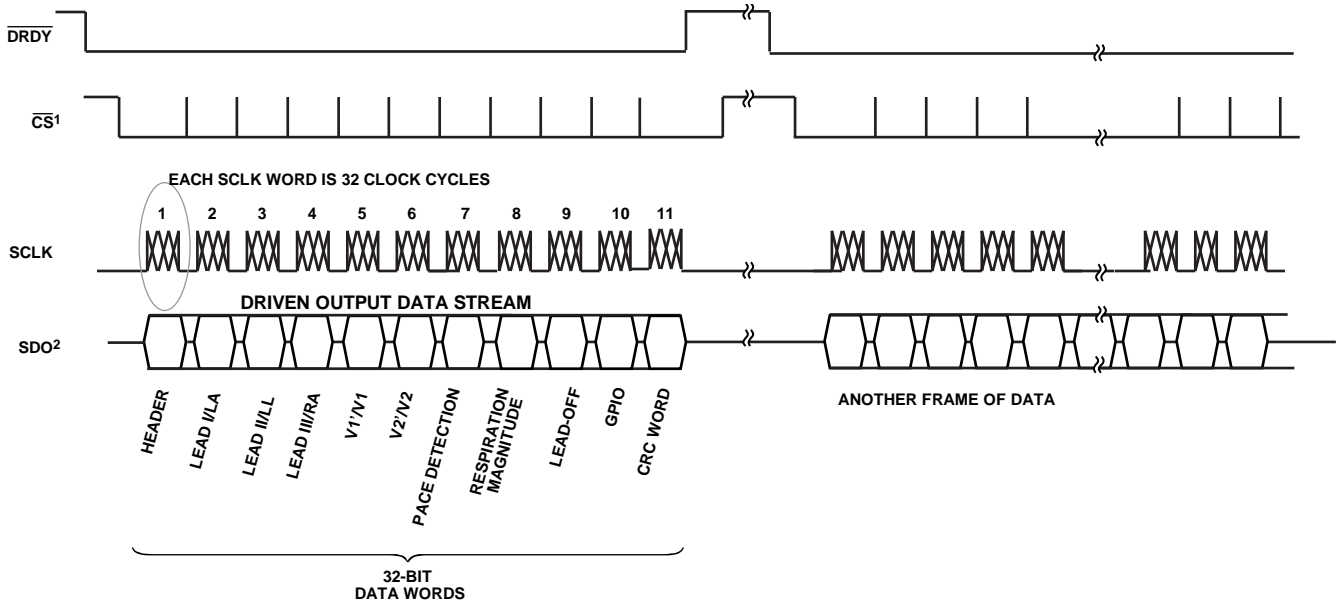 DRDY
CS1
EACH SCLK WORD IS 32 CLOCK CYCLES
1 2 3 4 5 6 7 8 9 10 11
SCLK
DRIVEN OUTPUT DATA STREAM
SDO2
HEADER
LEAD I/LA
LEAD II/LL
LEAD III/RA
V1'/V1
V2'/V2
PACE DETECTION
RESPIRATION
MAGNITUDE
LEAD-OFF
GPIO
CRC WORD
ANOTHER FRAME OF DATA
32-BIT
DATA WORDS